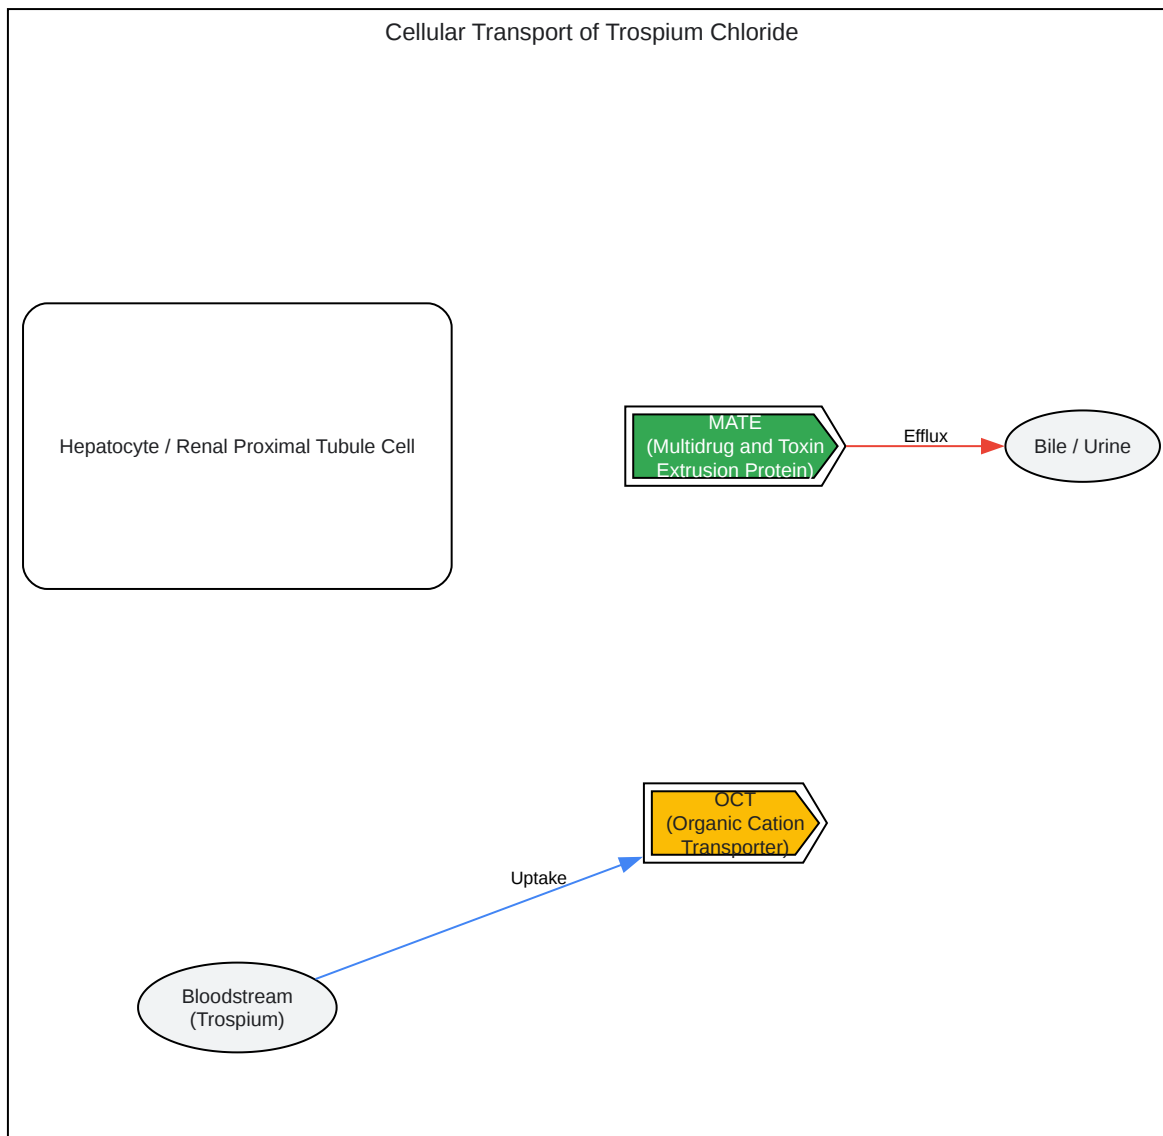 Cellular Transport of Trospium Chloride
Hepatocyte / Renal Proximal Tubule Cell
MATE
(Multidrug and Toxin
Extrusion Protein)
Efflux
Bile / Urine
OCT
(Organic Cation
Transporter)
Uptake
Bloodstream
(Trospium)